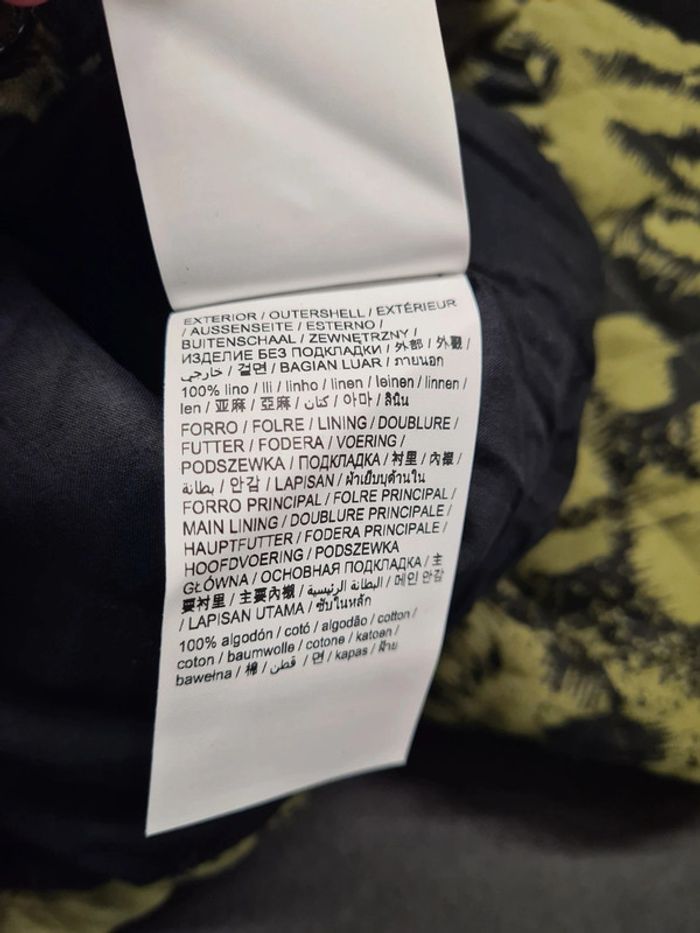 EXTERIOR / OUTERSHELL / EXTÉRIEUR
/ AUSSENSEITE / ESTERNO /
BUITENSCHAAL / ZEWNĘTRZNY /
ИЗДЕЛИЕ БЕЗ ПОДКЛАДКИ / 外部 / 外觀 /
خارجي / 겉면 / BAGIAN LUAR / ภายนอก
100% lino / lli / linho / linen / leinen / linnen /
len / 亚麻 / 亞麻 / كتان / 아마 / ลินิน
FORRO / FOLRE / LINING / DOUBLURE /
FUTTER / FODERA / VOERING /
PODSZEWKA / ПОДКЛАДКА / 衬里 / 內襯 /
بطانة / 안감 / LAPISAN / ผ้าเย็บบุด้านใน
FORRO PRINCIPAL / FOLRE PRINCIPAL /
MAIN LINING / DOUBLURE PRINCIPALE /
HAUPTFUTTER / FODERA PRINCIPALE /
HOOFDVOERING / PODSZEWKA
GŁÓWNA / ОСНОВНАЯ ПОДКЛАДКА / 主
要衬里 / 主要內襯 / البطانة الرئيسية / 메인 안감
/ LAPISAN UTAMA / ซับในหลัก
100% algodón / cotó / algodão / cotton /
coton / baumwolle / cotone / katoen /
bawełna / 棉 / قطن / 면 / kapas / ฝ้าย